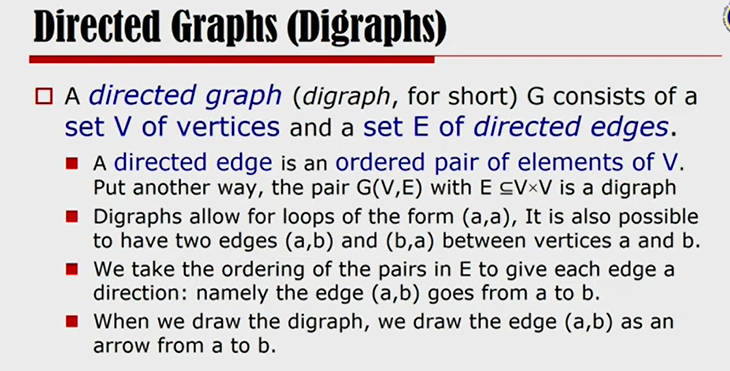 Directed Graphs (Digraphs)
A directed graph (digraph, for short) G consists of a
set V of vertices and a set E of directed edges.
A directed edge is an ordered pair of elements of V.
Put another way, the pair G(V,E) with E ⊆V×V is a digraph
Digraphs allow for loops of the form (a,a), It is also possible
to have two edges (a,b) and (b,a) between vertices a and b.
We take the ordering of the pairs in E to give each edge a
direction: namely the edge (a,b) goes from a to b.
When we draw the digraph, we draw the edge (a,b) as an
arrow from a to b.